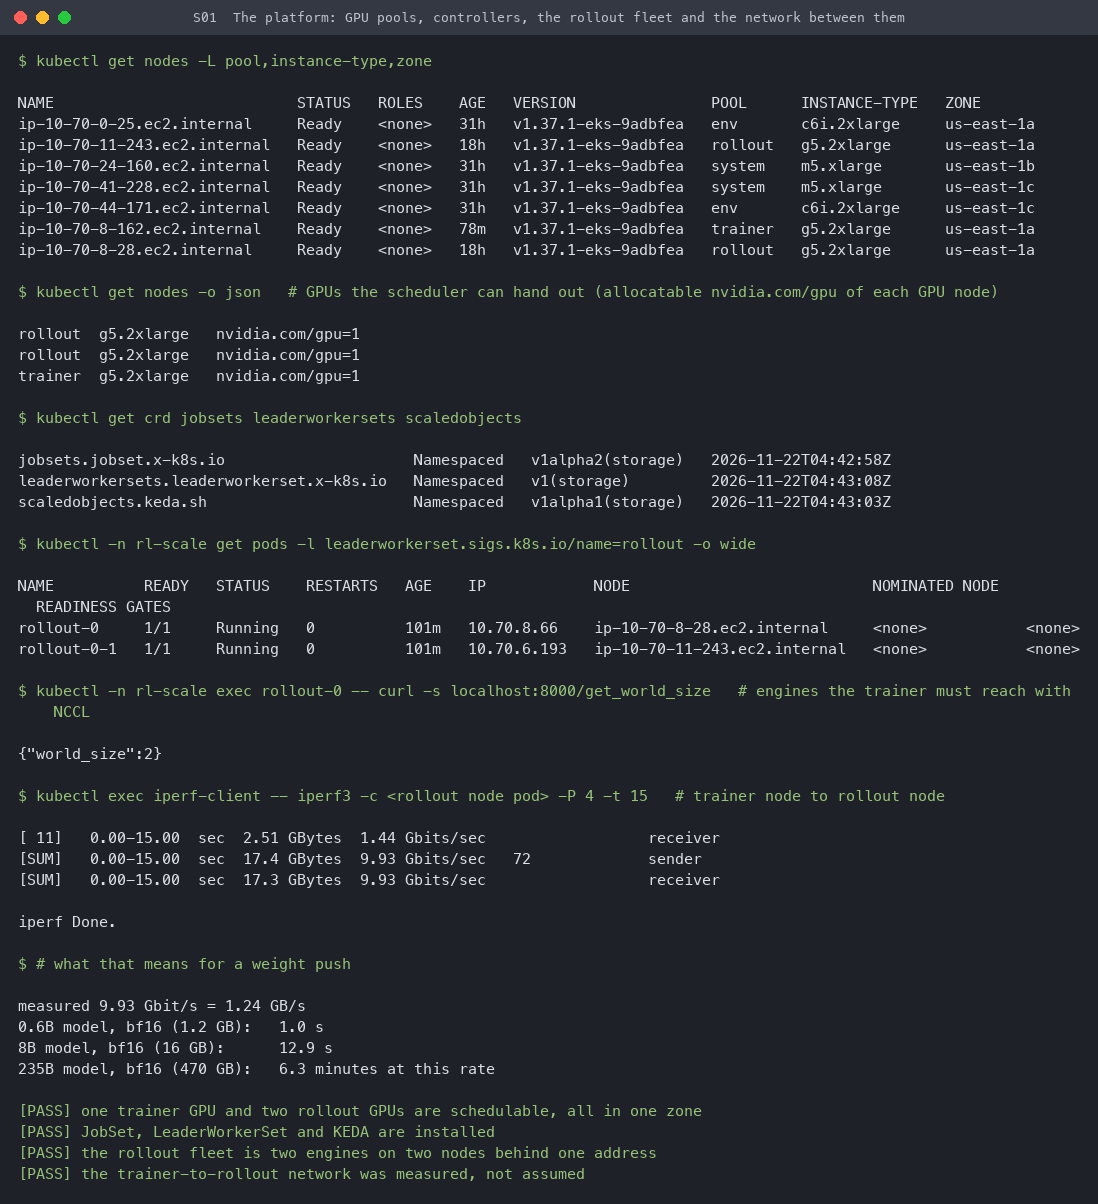 S01  The platform: GPU pools, controllers, the rollout fleet and the network between them
$ kubectl get nodes -L pool,instance-type,zone
NAME                           STATUS   ROLES    AGE   VERSION               POOL      INSTANCE-TYPE   ZONE
ip-10-70-0-25.ec2.internal     Ready    <none>   31h   v1.37.1-eks-9adbfea   env       c6i.2xlarge     us-east-1a
ip-10-70-11-243.ec2.internal   Ready    <none>   18h   v1.37.1-eks-9adbfea   rollout   g5.2xlarge      us-east-1a
ip-10-70-24-160.ec2.internal   Ready    <none>   31h   v1.37.1-eks-9adbfea   system    m5.xlarge       us-east-1b
ip-10-70-41-228.ec2.internal   Ready    <none>   31h   v1.37.1-eks-9adbfea   system    m5.xlarge       us-east-1c
ip-10-70-44-171.ec2.internal   Ready    <none>   31h   v1.37.1-eks-9adbfea   env       c6i.2xlarge     us-east-1c
ip-10-70-8-162.ec2.internal    Ready    <none>   78m   v1.37.1-eks-9adbfea   trainer   g5.2xlarge      us-east-1a
ip-10-70-8-28.ec2.internal     Ready    <none>   18h   v1.37.1-eks-9adbfea   rollout   g5.2xlarge      us-east-1a
$ kubectl get nodes -o json   # GPUs the scheduler can hand out (allocatable nvidia.com/gpu of each GPU node)
rollout  g5.2xlarge   nvidia.com/gpu=1
rollout  g5.2xlarge   nvidia.com/gpu=1
trainer  g5.2xlarge   nvidia.com/gpu=1
$ kubectl get crd jobsets leaderworkersets scaledobjects
jobsets.jobset.x-k8s.io                     Namespaced   v1alpha2(storage)   2026-11-22T04:42:58Z
leaderworkersets.leaderworkerset.x-k8s.io   Namespaced   v1(storage)         2026-11-22T04:43:08Z
scaledobjects.keda.sh                       Namespaced   v1alpha1(storage)   2026-11-22T04:43:03Z
$ kubectl -n rl-scale get pods -l leaderworkerset.sigs.k8s.io/name=rollout -o wide
NAME          READY   STATUS    RESTARTS   AGE    IP            NODE                           NOMINATED NODE
  READINESS GATES
rollout-0     1/1     Running   0          101m   10.70.8.66    ip-10-70-8-28.ec2.internal     <none>           <none>
rollout-0-1   1/1     Running   0          101m   10.70.6.193   ip-10-70-11-243.ec2.internal   <none>           <none>
$ kubectl -n rl-scale exec rollout-0 -- curl -s localhost:8000/get_world_size   # engines the trainer must reach with
    NCCL
{"world_size":2}
$ kubectl exec iperf-client -- iperf3 -c <rollout node pod> -P 4 -t 15   # trainer node to rollout node
[ 11]   0.00-15.00  sec  2.51 GBytes  1.44 Gbits/sec                  receiver
[SUM]   0.00-15.00  sec  17.4 GBytes  9.93 Gbits/sec   72             sender
[SUM]   0.00-15.00  sec  17.3 GBytes  9.93 Gbits/sec                  receiver
iperf Done.
$ # what that means for a weight push
measured 9.93 Gbit/s = 1.24 GB/s
0.6B model, bf16 (1.2 GB):   1.0 s
8B model, bf16 (16 GB):      12.9 s
235B model, bf16 (470 GB):   6.3 minutes at this rate
[PASS] one trainer GPU and two rollout GPUs are schedulable, all in one zone
[PASS] JobSet, LeaderWorkerSet and KEDA are installed
[PASS] the rollout fleet is two engines on two nodes behind one address
[PASS] the trainer-to-rollout network was measured, not assumed